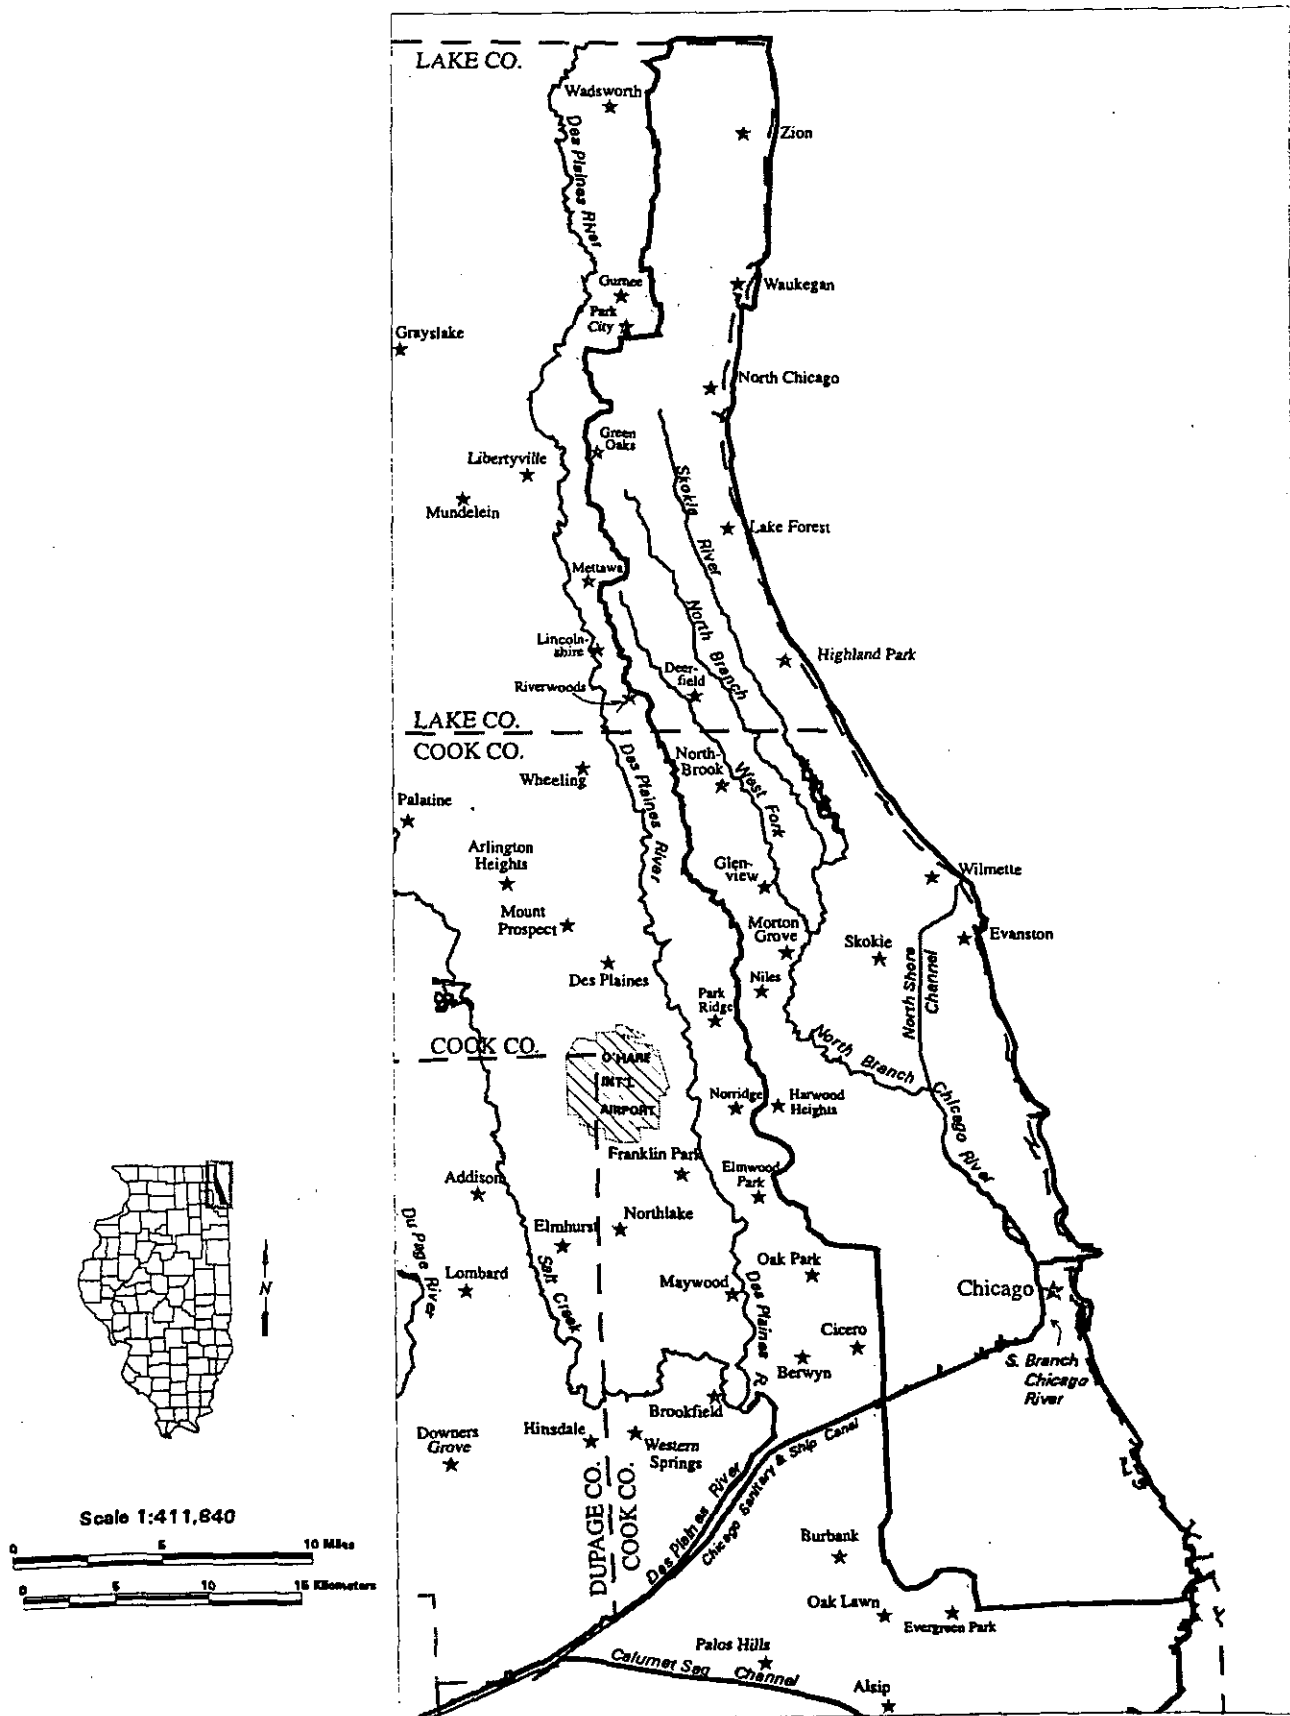 LAKE CO.
Wadsworth
Des Plaines River
Zion
Gurnee
Waukegan
Park
City
Grayslake
North Chicago
Green
Oaks
Libertyville
Skokie
River
Mundelein
Lake Forest
Mettawa
North
Branch
Lincoln-
shire
Highland Park
Deer-
field
Riverwoods
LAKE CO.
COOK CO.
Des Plaines
River
North-
Brook
West Fork
Wheeling
Palatine
Arlington
Heights
Glen-
view
Wilmette
Mount
Prospect
Morton
Grove
Skokie
Evanston
North Shore
Channel
Des Plaines
Niles
Park
Ridge
North Branch
Chicago River
COOK CO.
O'HARE
INT'L
AIRPORT
Norridge
Harwood
Heights
Franklin Park
Elmwood
Park
Addison
Du Page
River
Elmhurst
Northlake
Salt Creek
Oak Park
Lombard
Maywood
Des Plaines R.
Chicago
N
Cicero
Berwyn
S. Branch
Chicago
River
Brookfield
Downers
Grove
Hinsdale
Western
Springs
DUPAGE CO.
COOK CO.
Des Plaines River
Chicago Sanitary & Ship Canal
Scale 1:411,840
0 5 10 Miles
0 5 10 15 Kilometers
Burbank
Oak Lawn
Evergreen Park
Palos Hills
Calumet Sag Channel
Alsip